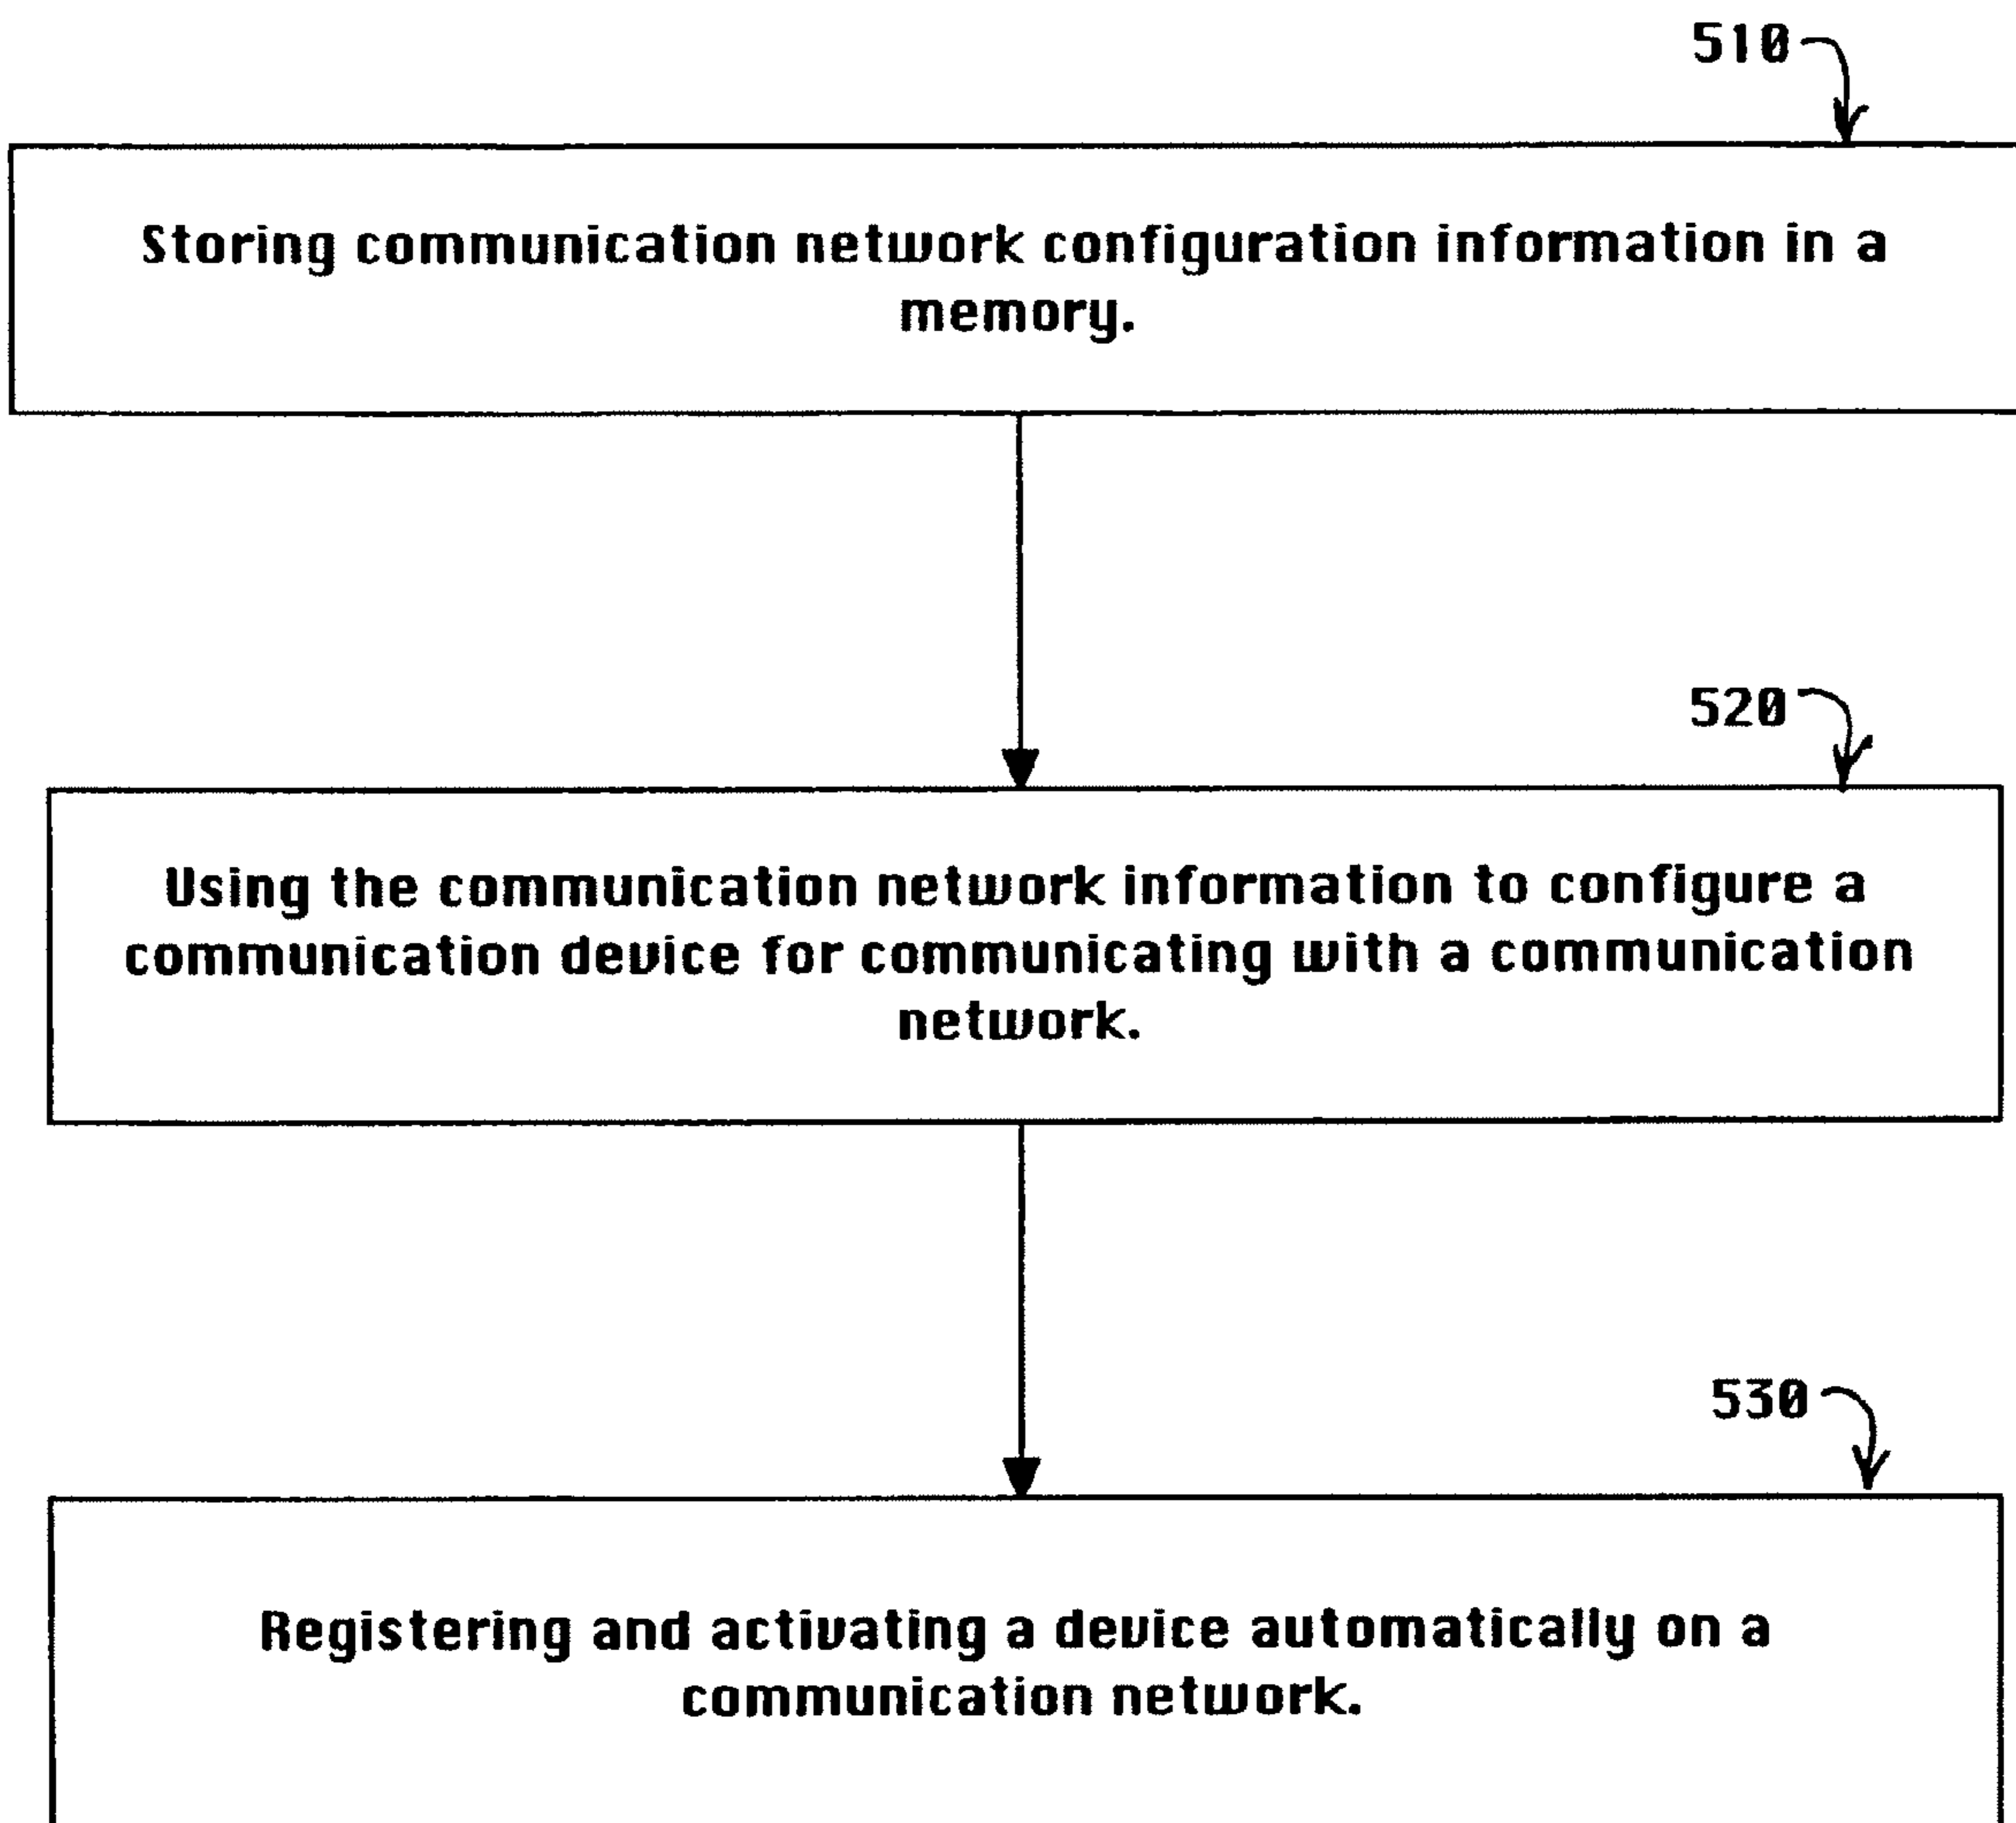 510
Storing communication network configuration information in a
memory.
520
Using the communication network information to configure a
communication device for communicating with a communication
network.
530
Registering and activating a device automatically on a
communication network.